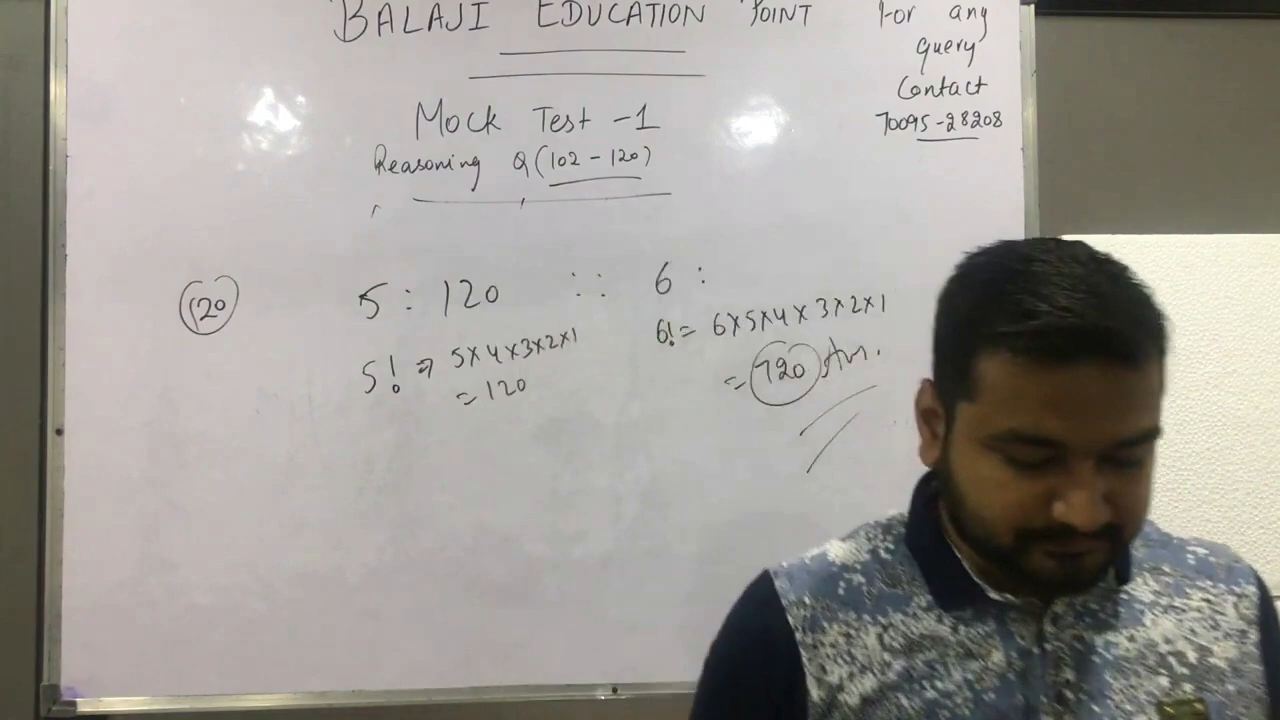 BALAJI EDUCATION POINT
For any
query
Contact
70095-28208
Mock Test -1
Reasoning Q(102-120)
120
5 : 120 :: 6 :
5! ⇒ 5×4×3×2×1
= 120
6! = 6×5×4×3×2×1
= 720 Ans.